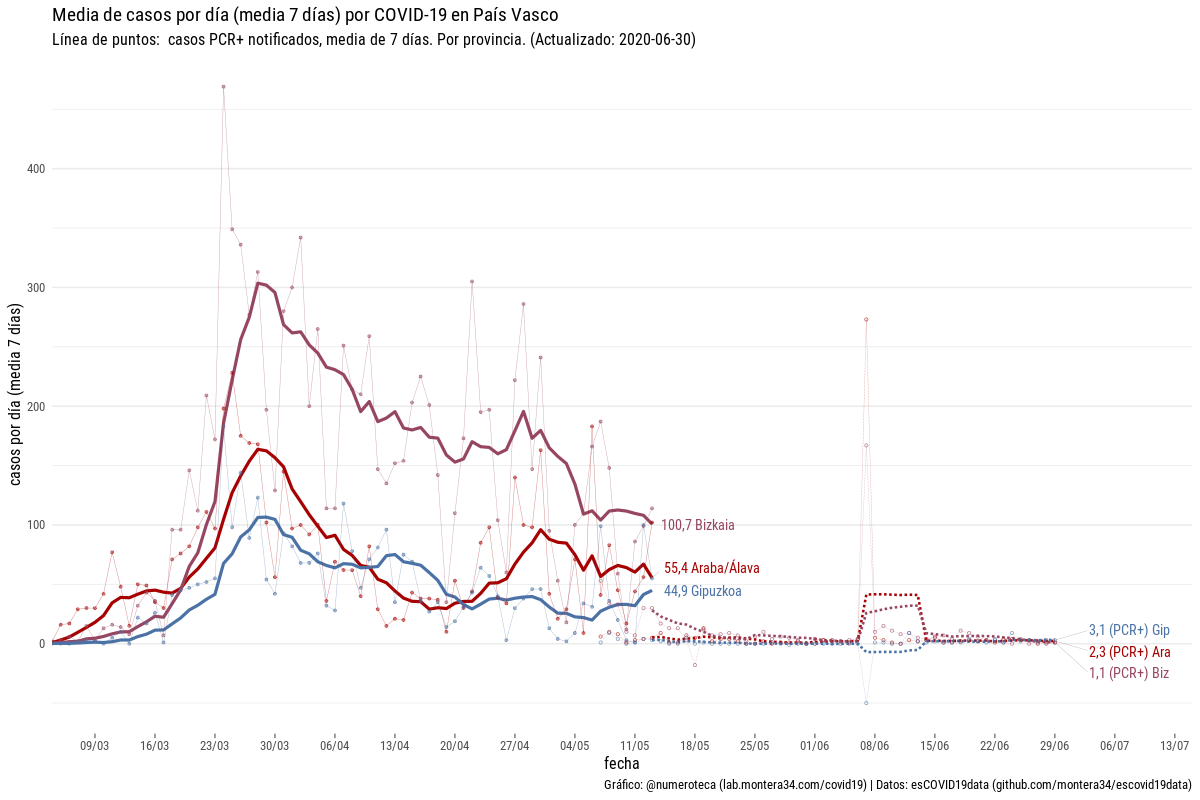 Media de casos por día (media 7 días) por COVID-19 en País Vasco
Línea de puntos:  casos PCR+ notificados, media de 7 días. Por provincia. (Actualizado: 2020-06-30)
casos por día (media 7 días)
400
300
200
100
0
100,7 Bizkaia
55,4 Araba/Álava
44,9 Gipuzkoa
3,1 (PCR+) Gip
2,3 (PCR+) Ara
1,1 (PCR+) Biz
09/03 16/03 23/03 30/03 06/04 13/04 20/04 27/04 04/05 11/05 18/05 25/05 01/06 08/06 15/06 22/06 29/06 06/07 13/07
fecha
Gráfico: @numeroteca (lab.montera34.com/covid19) | Datos: esCOVID19data (github.com/montera34/escovid19data)